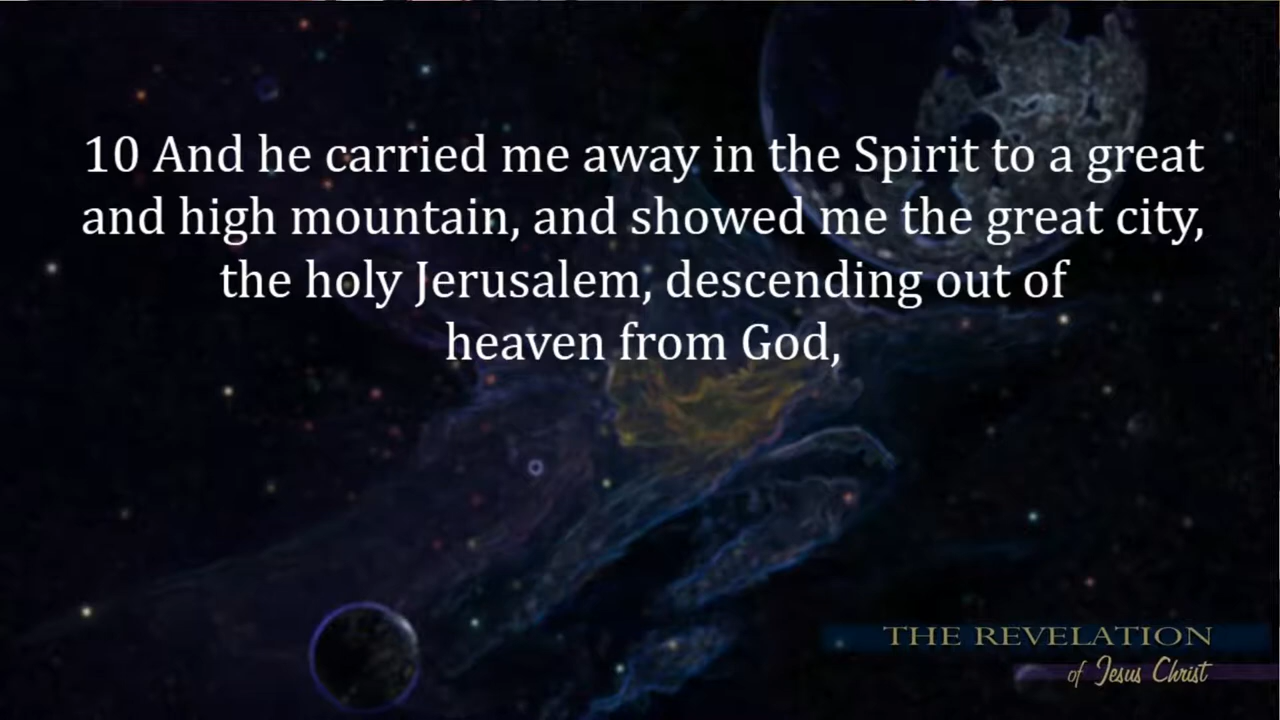 10 And he carried me away in the Spirit to a great
and high mountain, and showed me the great city,
the holy Jerusalem, descending out of
heaven from God,
THE REVELATION
of Jesus Christ